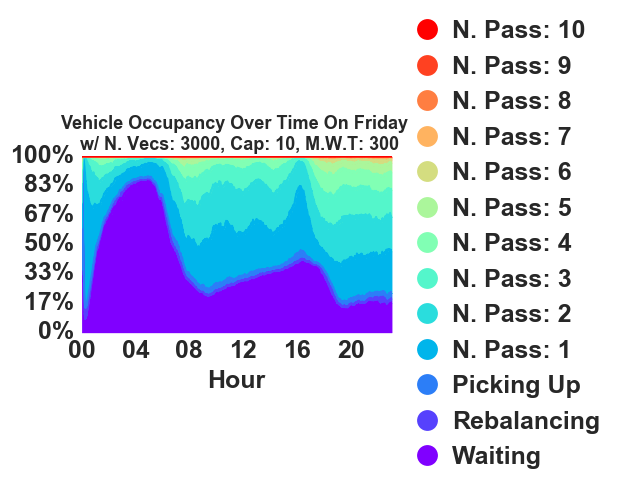 Vehicle Occupancy Over Time On Friday
w/ N. Vecs: 3000, Cap: 10, M.W.T: 300
100%
83%
67%
50%
33%
17%
0%
00 04 08 12 16 20
Hour
N. Pass: 10
N. Pass: 9
N. Pass: 8
N. Pass: 7
N. Pass: 6
N. Pass: 5
N. Pass: 4
N. Pass: 3
N. Pass: 2
N. Pass: 1
Picking Up
Rebalancing
Waiting